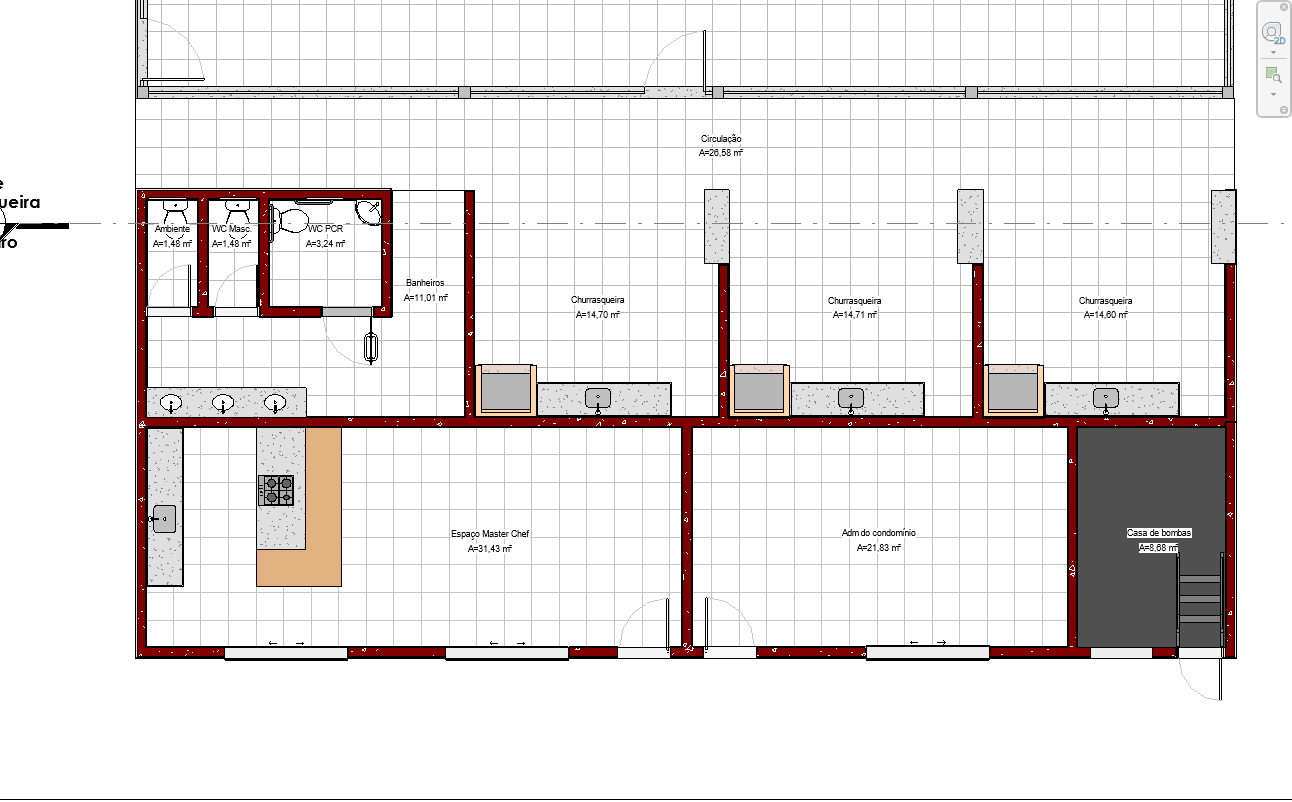 Circulação
A=26,58 m²
e
ueira
ro
Ambiente
A=1,48 m²
WC Masc.
A=1,48 m²
WC PCR
A=3,24 m²
Banheiros
A=11,01 m²
Churrasqueira
A=14,70 m²
Churrasqueira
A=14,71 m²
Churrasqueira
A=14,60 m²
Espaço Master Chef
A=31,43 m²
Adm do condomínio
A=21,83 m²
Casa de bombas
A=8,68 m²
2D